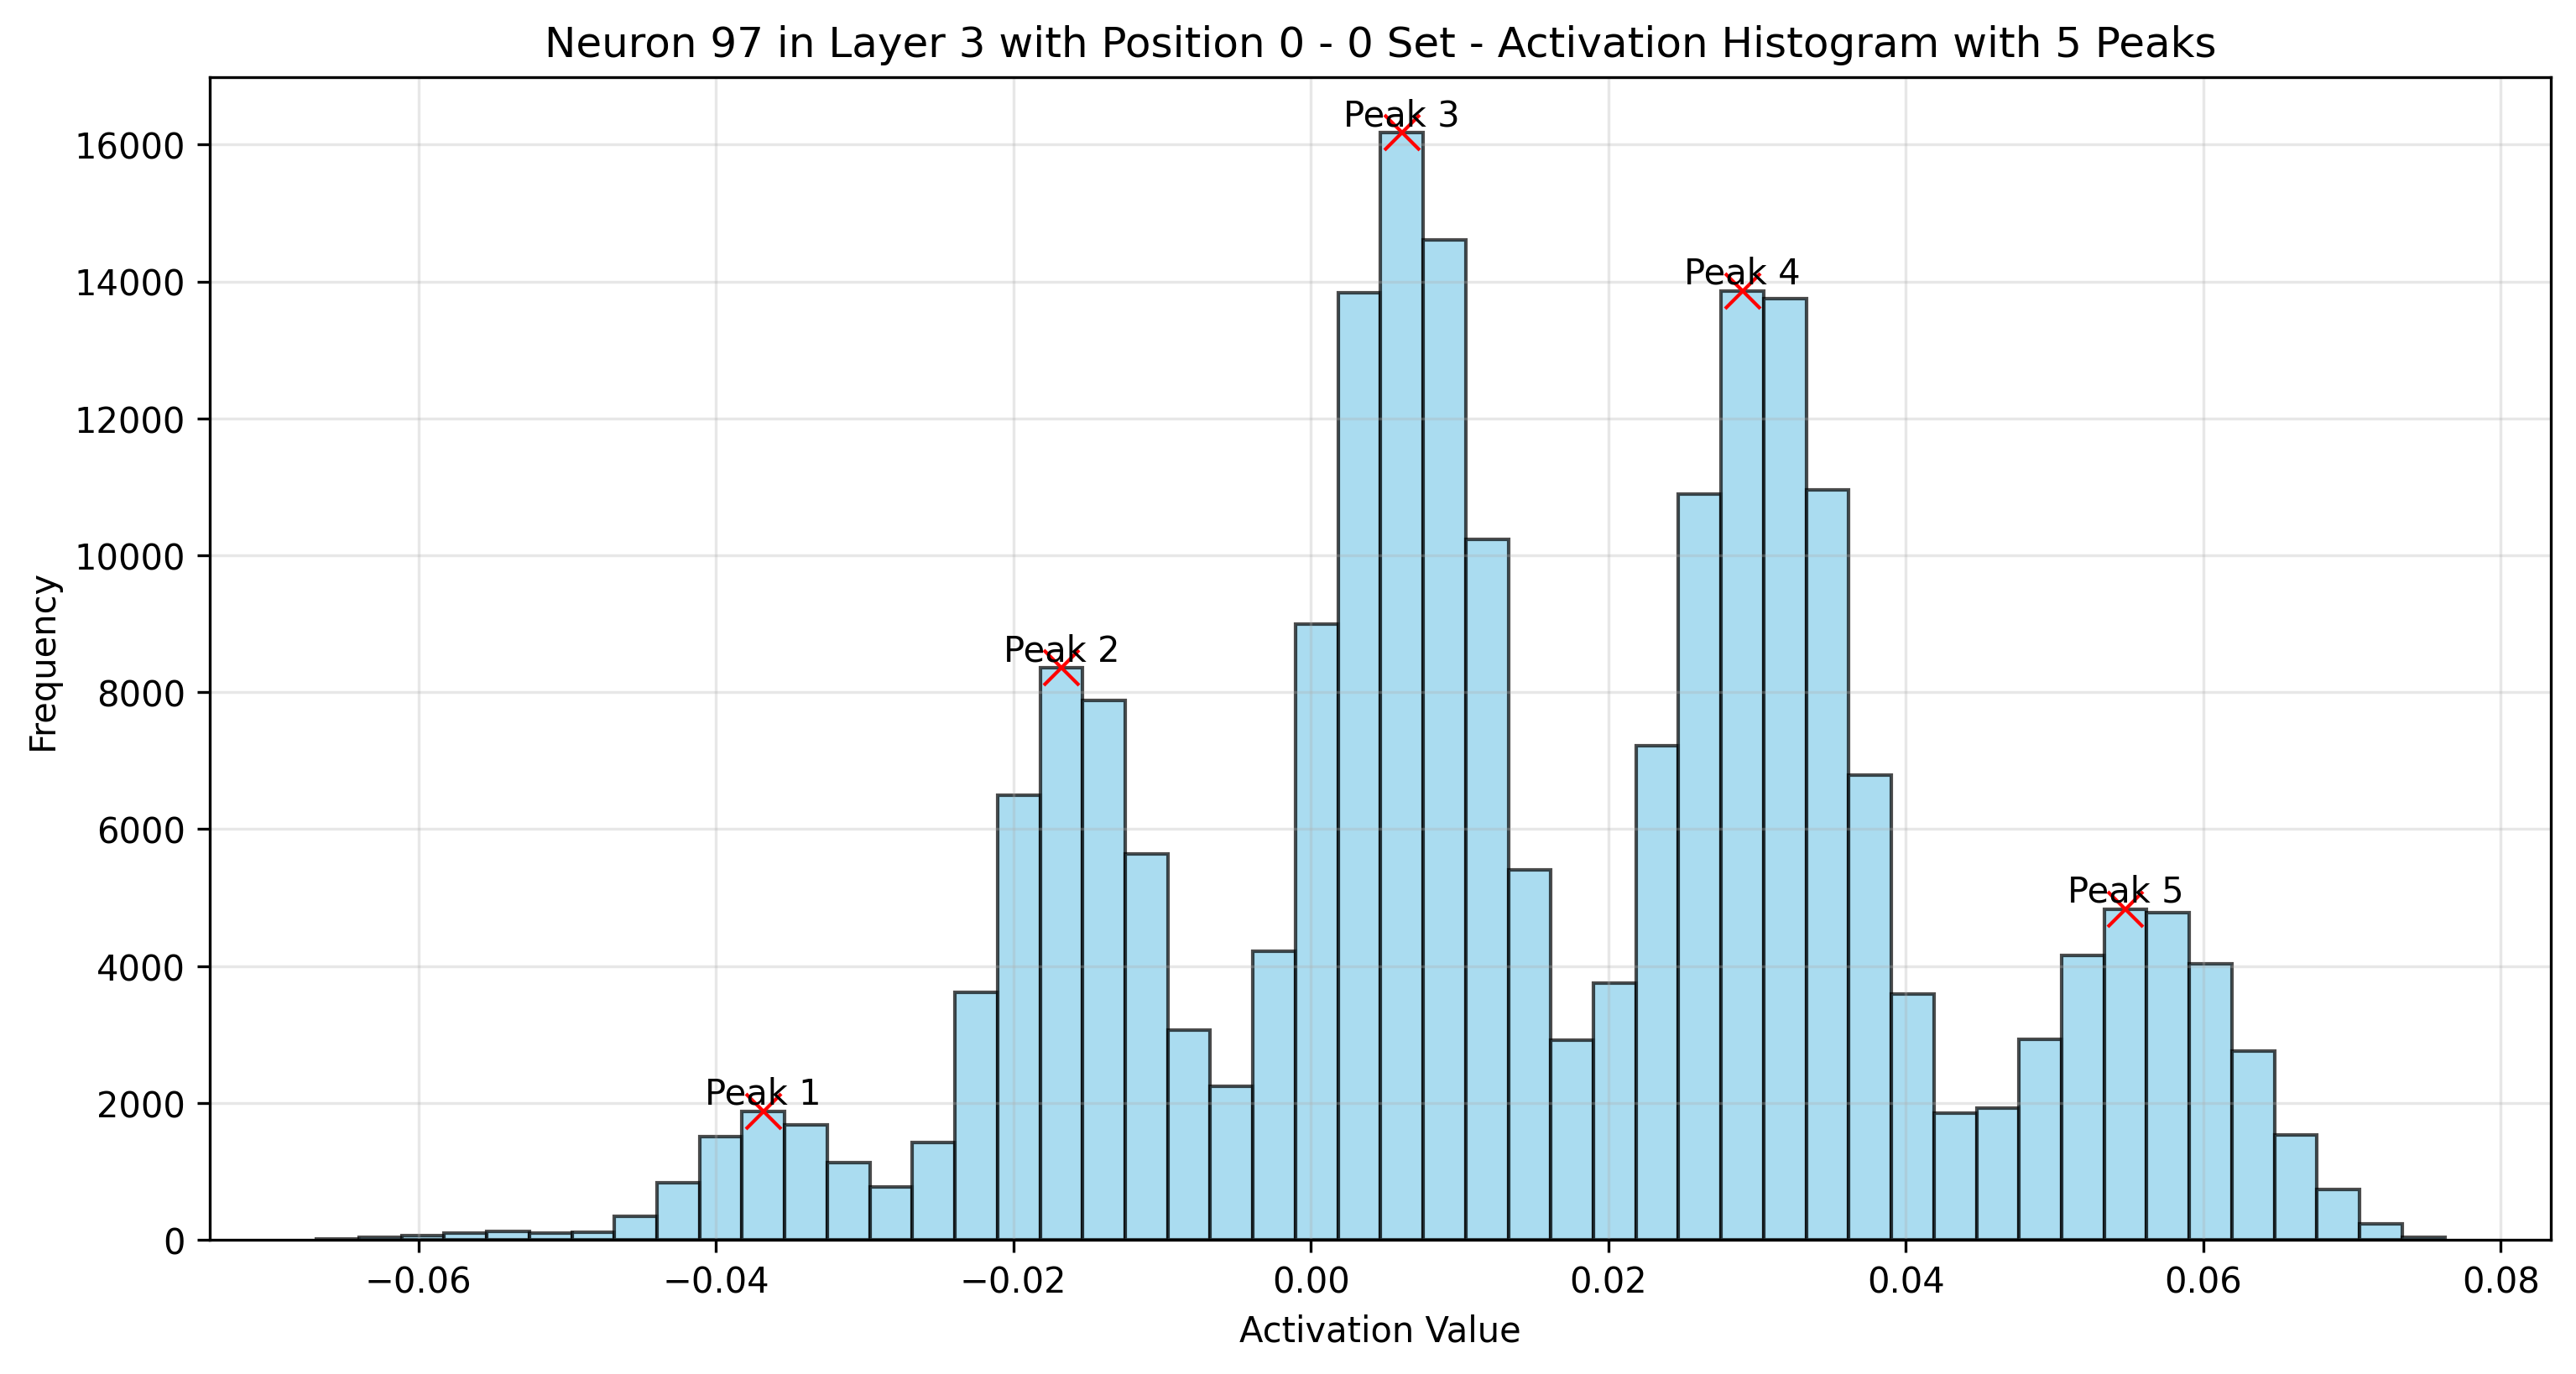 Neuron 97 in Layer 3 with Position 0 - 0 Set - Activation Histogram with 5 Peaks
Peak 3
16000
Peak 4
14000
12000
10000
Peak 2
8000
Frequency
6000
Peak 5
4000
Peak 1
2000
0
−0.06 −0.04 −0.02 0.00 0.02 0.04 0.06 0.08
Activation Value